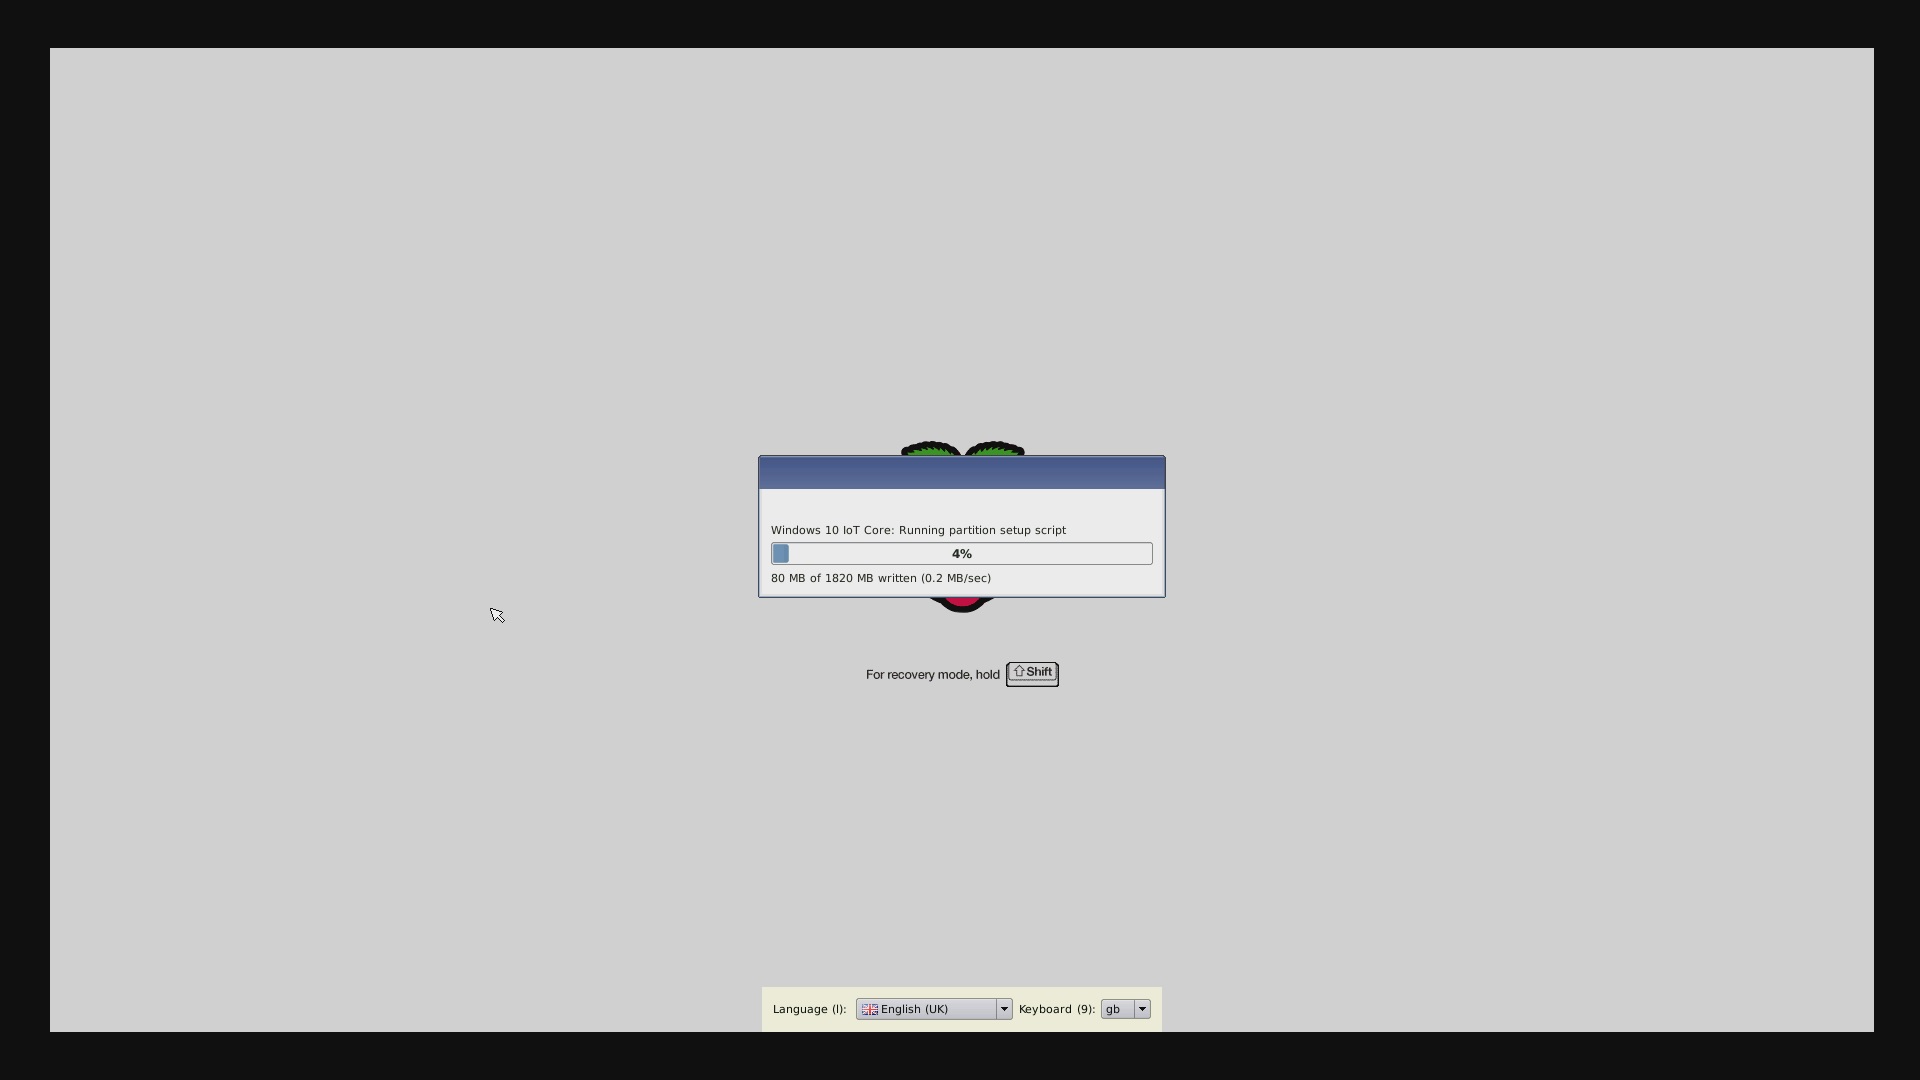 Windows 10 IoT Core: Running partition setup script
4%
80 MB of 1820 MB written (0.2 MB/sec)
For recovery mode, hold Shift
Language (l): English (UK) Keyboard (9): gb